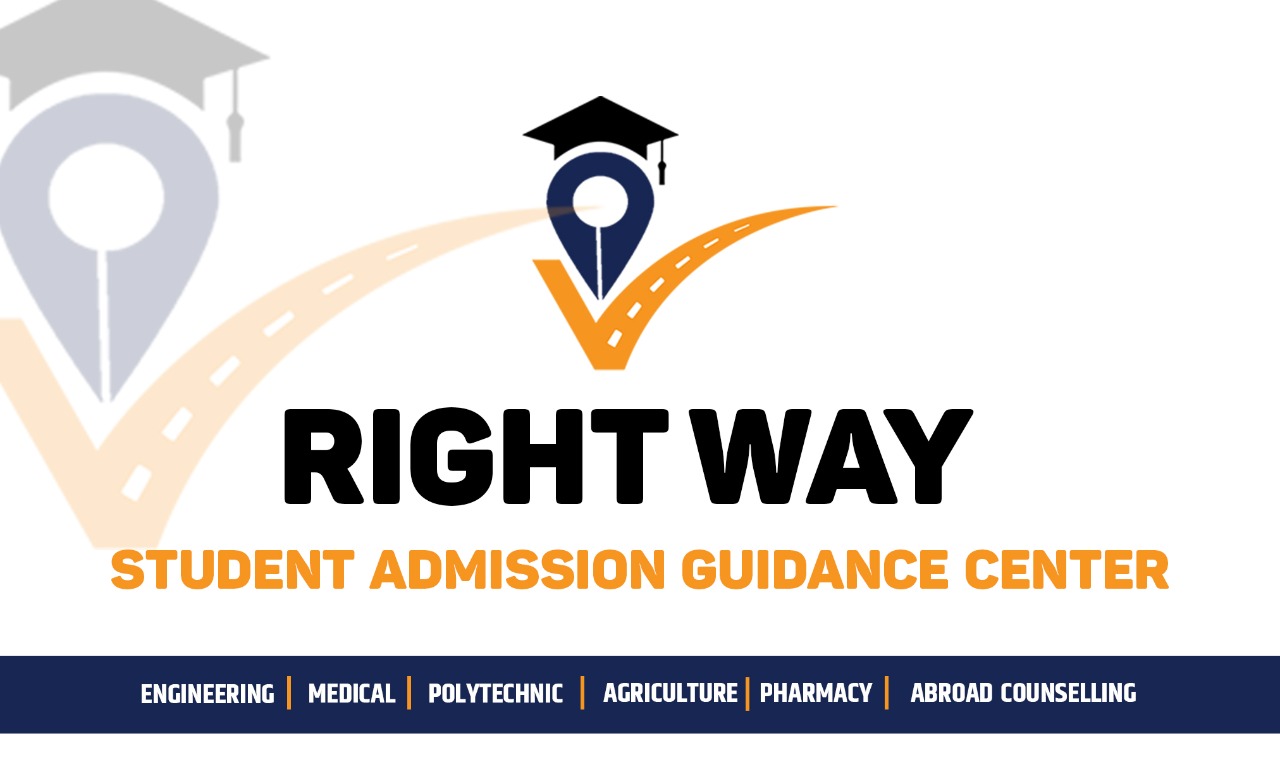 RIGHT WAY
STUDENT ADMISSION GUIDANCE CENTER
ENGINEERING | MEDICAL | POLYTECHNIC | AGRICULTURE | PHARMACY | ABROAD COUNSELLING